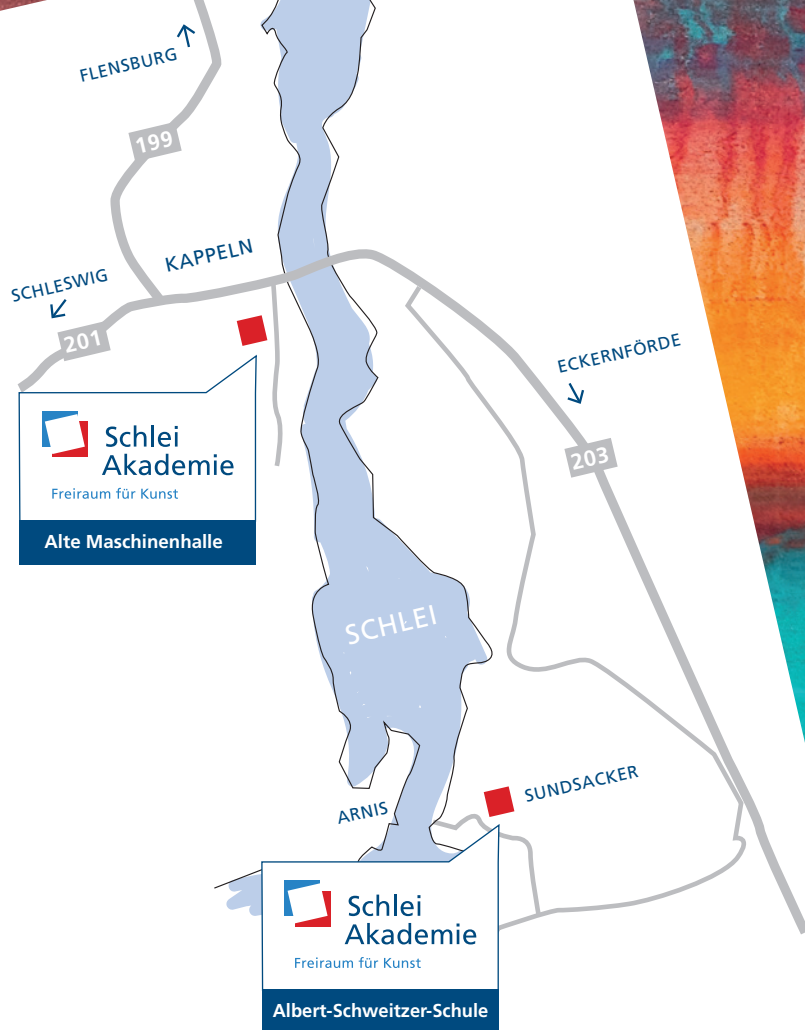 FLENSBURG
199
KAPPELN
SCHLESWIG
201
ECKERNFÖRDE
203
Schlei
Akademie
Freiraum für Kunst
Alte Maschinenhalle
SCHLEI
SUNDSACKER
ARNIS
Schlei
Akademie
Freiraum für Kunst
Albert-Schweitzer-Schule